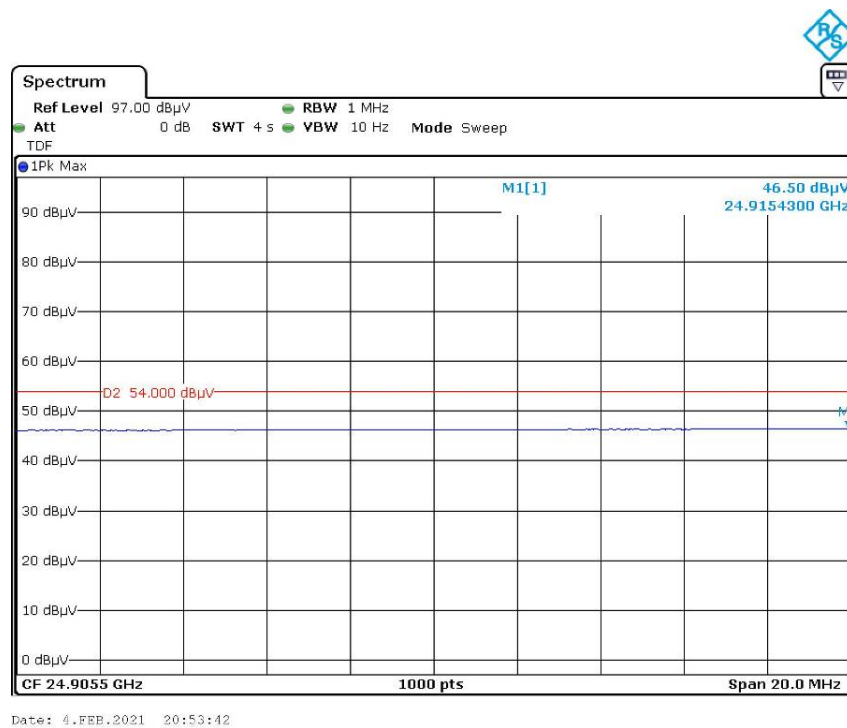 R/S
Spectrum
Ref Level 97.00 dBµV RBW 1 MHz
Att 0 dB SWT 4 s VBW 10 Hz Mode Sweep
TDF
1Pk Max
M1[1] 46.50 dBµV
24.9154300 GHz
90 dBµV
80 dBµV
70 dBµV
60 dBµV
D2 54.000 dBµV
50 dBµV
M
40 dBµV
30 dBµV
20 dBµV
10 dBµV
0 dBµV
CF 24.9055 GHz 1000 pts Span 20.0 MHz
Date: 4.FEB.2021 20:53:42